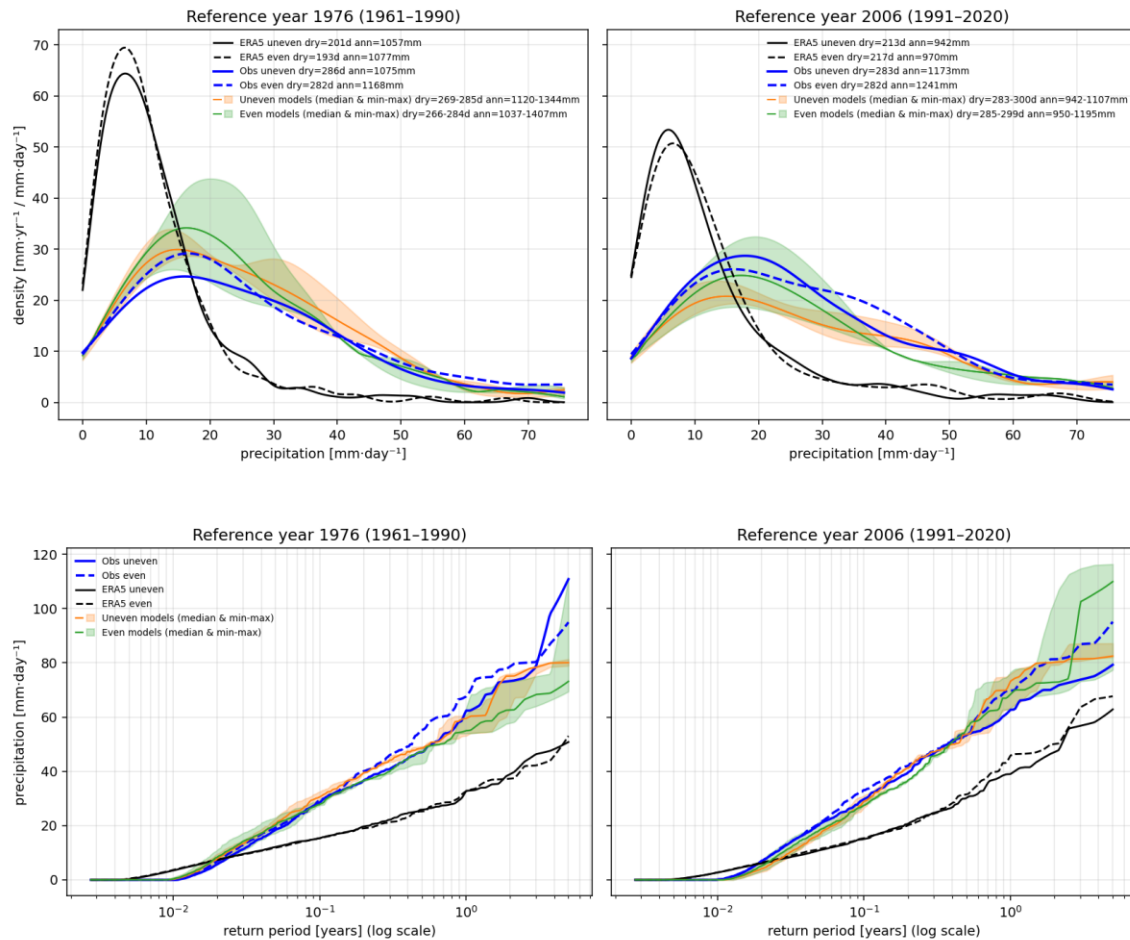 Reference year 1976 (1961–1990)
Reference year 2006 (1991–2020)
density [mm·yr⁻¹ / mm·day⁻¹]
70
60
50
40
30
20
10
0
ERA5 uneven dry=201d ann=1057mm
ERA5 even dry=193d ann=1077mm
Obs uneven dry=286d ann=1075mm
Obs even dry=282d ann=1168mm
Uneven models (median & min-max) dry=269-285d ann=1120-1344mm
Even models (median & min-max) dry=266-284d ann=1037-1407mm
ERA5 uneven dry=213d ann=942mm
ERA5 even dry=217d ann=970mm
Obs uneven dry=283d ann=1173mm
Obs even dry=282d ann=1241mm
Uneven models (median & min-max) dry=283-300d ann=942-1107mm
Even models (median & min-max) dry=285-299d ann=950-1195mm
0 10 20 30 40 50 60 70
0 10 20 30 40 50 60 70
precipitation [mm·day⁻¹]
precipitation [mm·day⁻¹]
Reference year 1976 (1961–1990)
Reference year 2006 (1991–2020)
precipitation [mm·day⁻¹]
120
100
80
60
40
20
0
Obs uneven
Obs even
ERA5 uneven
ERA5 even
Uneven models (median & min-max)
Even models (median & min-max)
10⁻² 10⁻¹ 10⁰
10⁻² 10⁻¹ 10⁰
return period [years] (log scale)
return period [years] (log scale)